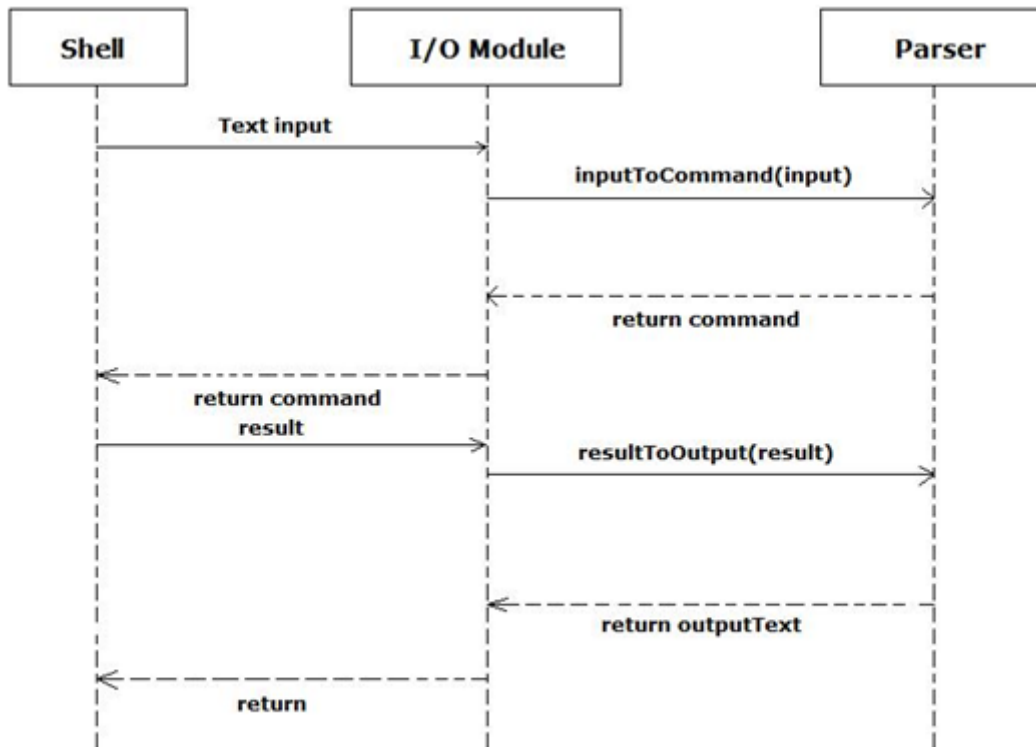 Shell
I/O Module
Parser
Text input
inputToCommand(input)
return command
return command
result
resultToOutput(result)
return outputText
return